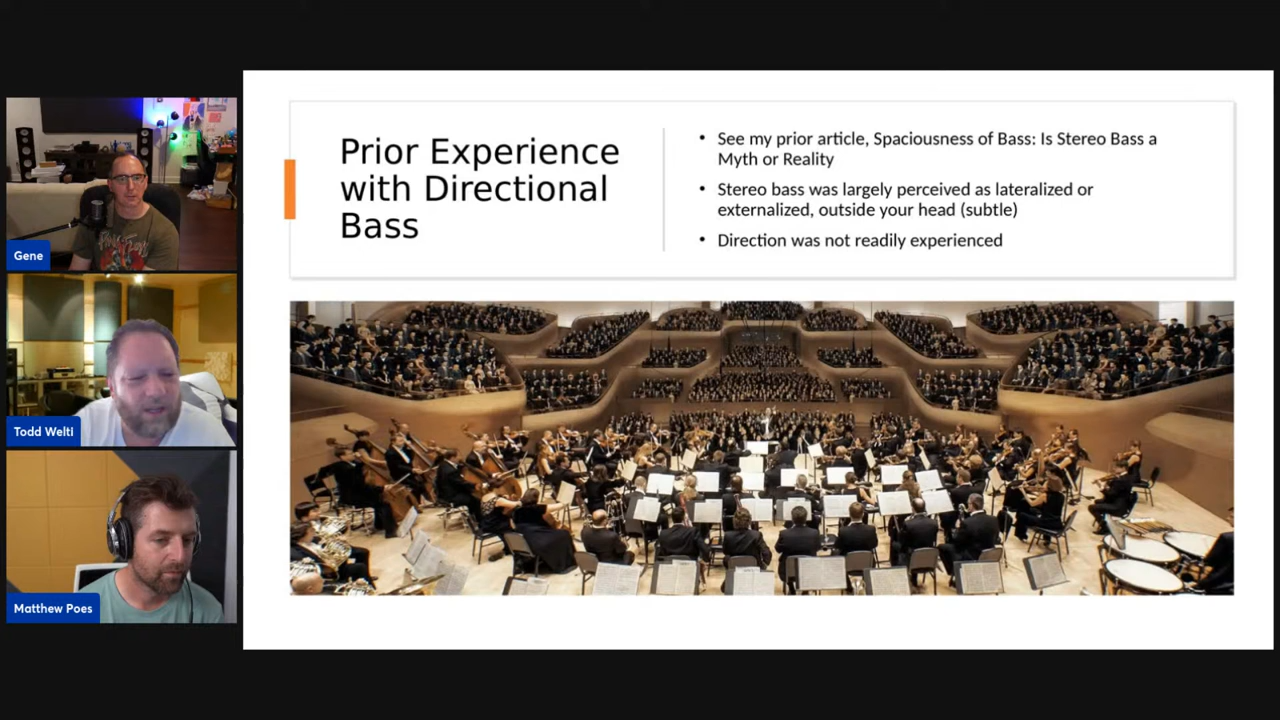 Gene
Todd Welti
Matthew Poes
Prior Experience
with Directional
Bass
• See my prior article, Spaciousness of Bass: Is Stereo Bass a
Myth or Reality
• Stereo bass was largely perceived as lateralized or
externalized, outside your head (subtle)
• Direction was not readily experienced